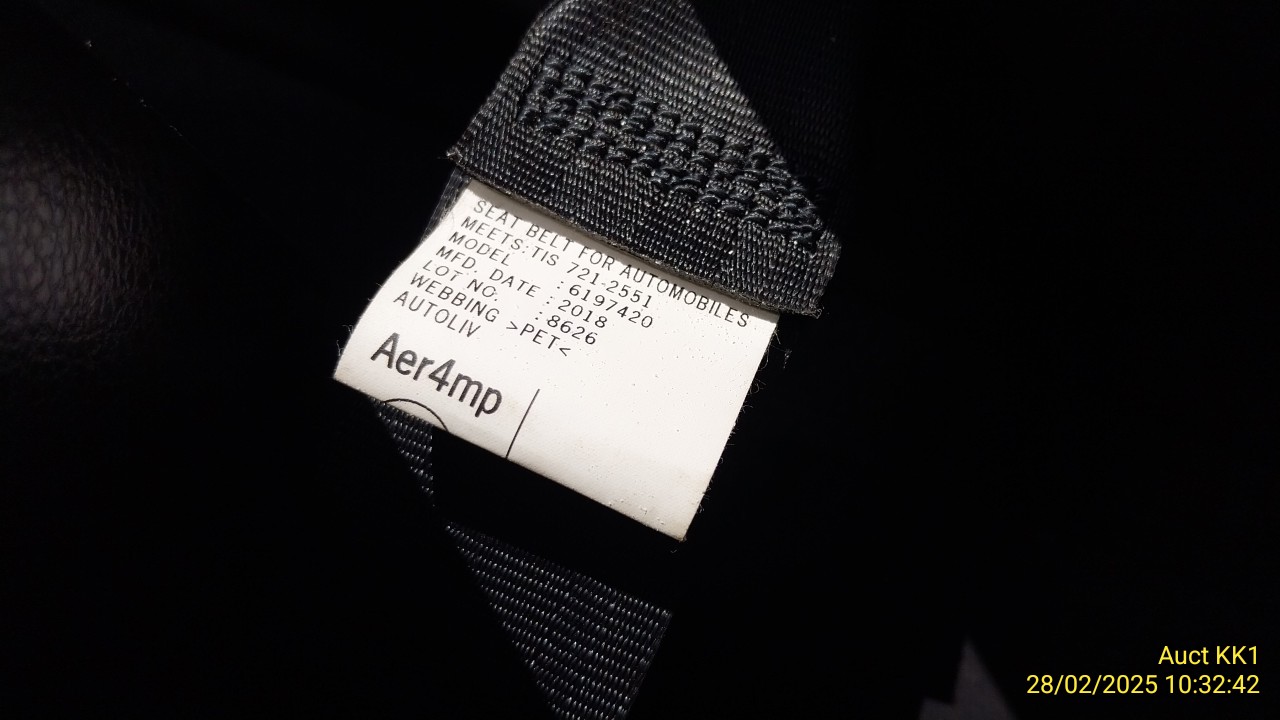 SEAT BELT FOR AUTOMOBILES
MEETS:TIS 721-2551
MODEL : 6197420
MFD. DATE : 2018
LOT NO. : 8626
WEBBING >PET<
AUTOLIV
Aer4mp
Auct KK1
28/02/2025 10:32:42